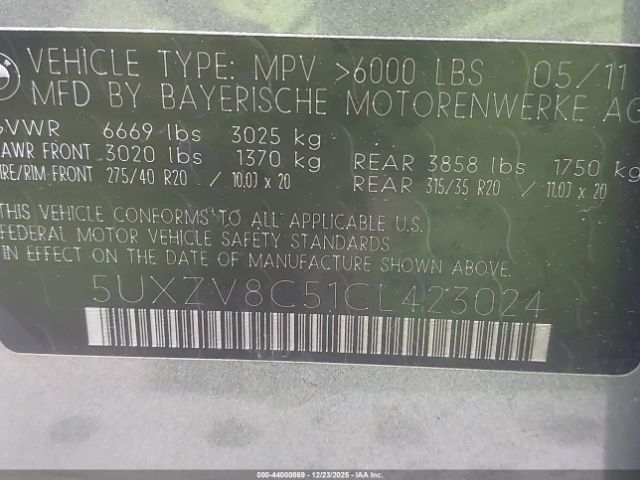 VEHICLE TYPE: MPV >6000 LBS 05/11
MFD BY BAYERISCHE MOTORENWERKE AG
GVWR 6669 lbs 3025 kg
GAWR FRONT 3020 lbs 1370 kg REAR 3858 lbs 1750 kg
TIRE/RIM FRONT 275/40 R20 / 10.0J x 20 REAR 315/35 R20 / 11.0J x 20
THIS VEHICLE CONFORMS TO ALL APPLICABLE U.S.
FEDERAL MOTOR VEHICLE SAFETY STANDARDS
IN EFFECT ON THE DATE OF MANUFACTURE SHOWN ABOVE.
5UXZV8C51CL423024
000-44000869 - 12/23/2025 - IAAI.CA